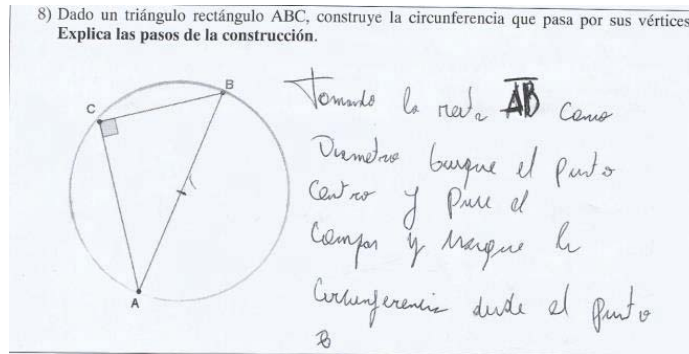 8) Dado un triángulo rectángulo ABC, construye la circunferencia que pasa por sus vértices
Explica las pasos de la construcción.
B
C
A
Tomando la recta AB como
Diametro busque el punto
Centro y puse el
Compas y marque la
Circunferencia desde el punto
B